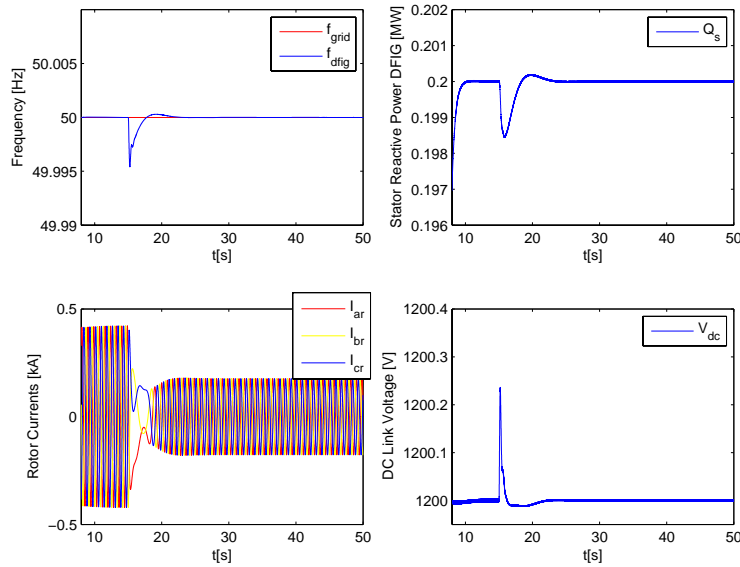 f_grid
f_dfig
50.005
50
49.995
49.99
Frequency [Hz]
10 20 30 40 50
t[s]
Q_s
0.202
0.201
0.2
0.199
0.198
0.197
0.196
Stator Reactive Power DFIG [MW]
10 20 30 40 50
t[s]
I_ar
I_br
I_cr
0.5
0
−0.5
Rotor Currents [kA]
10 20 30 40 50
t[s]
V_dc
1200.4
1200.3
1200.2
1200.1
1200
DC Link Voltage [V]
10 20 30 40 50
t[s]